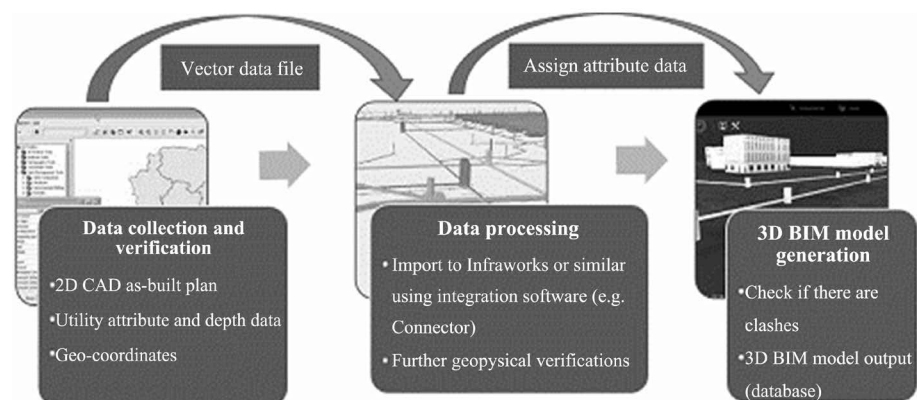 Vector data file
Assign attribute data
Data collection and
verification
•2D CAD as-built plan
•Utility attribute and depth data
•Geo-coordinates
Data processing
•Import to Infraworks or similar
using integration software (e.g.
Connector)
•Further geopysical verifications
3D BIM model
generation
•Check if there are
clashes
•3D BIM model output
(database)